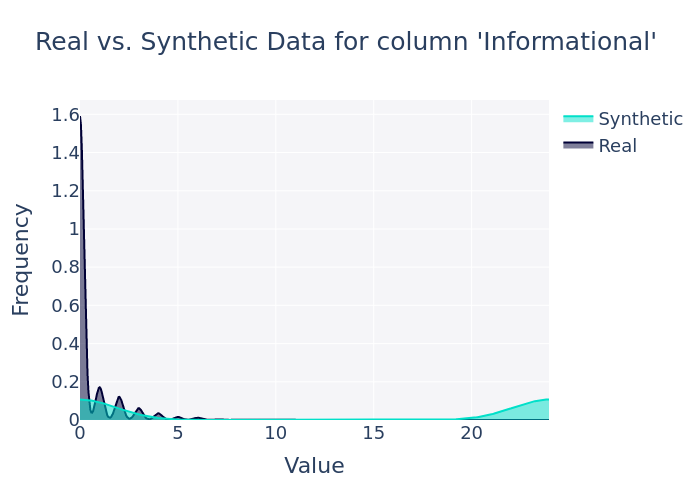 Real vs. Synthetic Data for column 'Informational'
Synthetic
Real
Frequency
1.6
1.4
1.2
1
0.8
0.6
0.4
0.2
0
0
5
10
15
20
Value